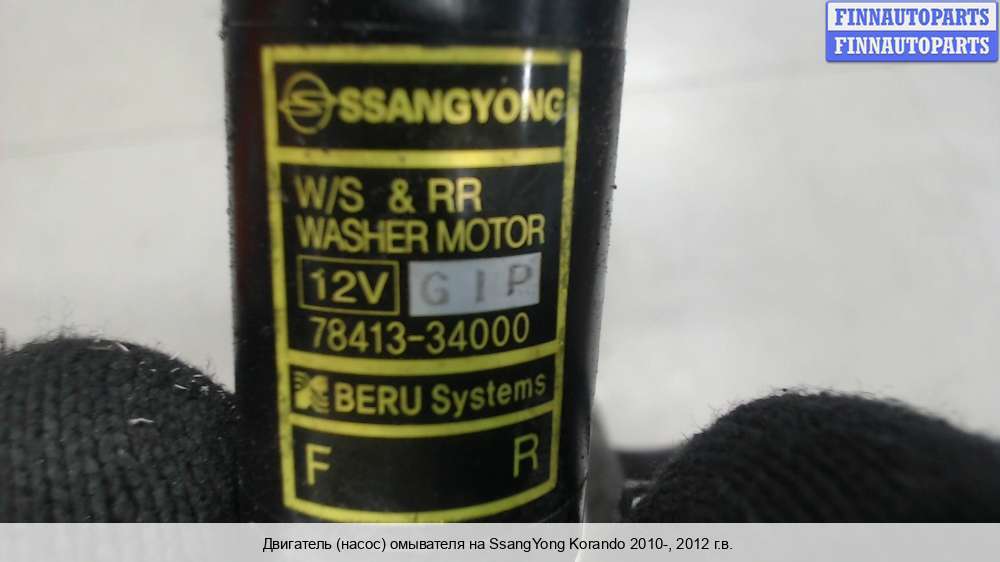 FINNAUTOPARTS
FINNAUTOPARTS
SSANGYONG
W/S & RR
WASHER MOTOR
12V GIP
78413-34000
BERU Systems
F R
Двигатель (насос) омывателя на SsangYong Korando 2010-, 2012 г.в.